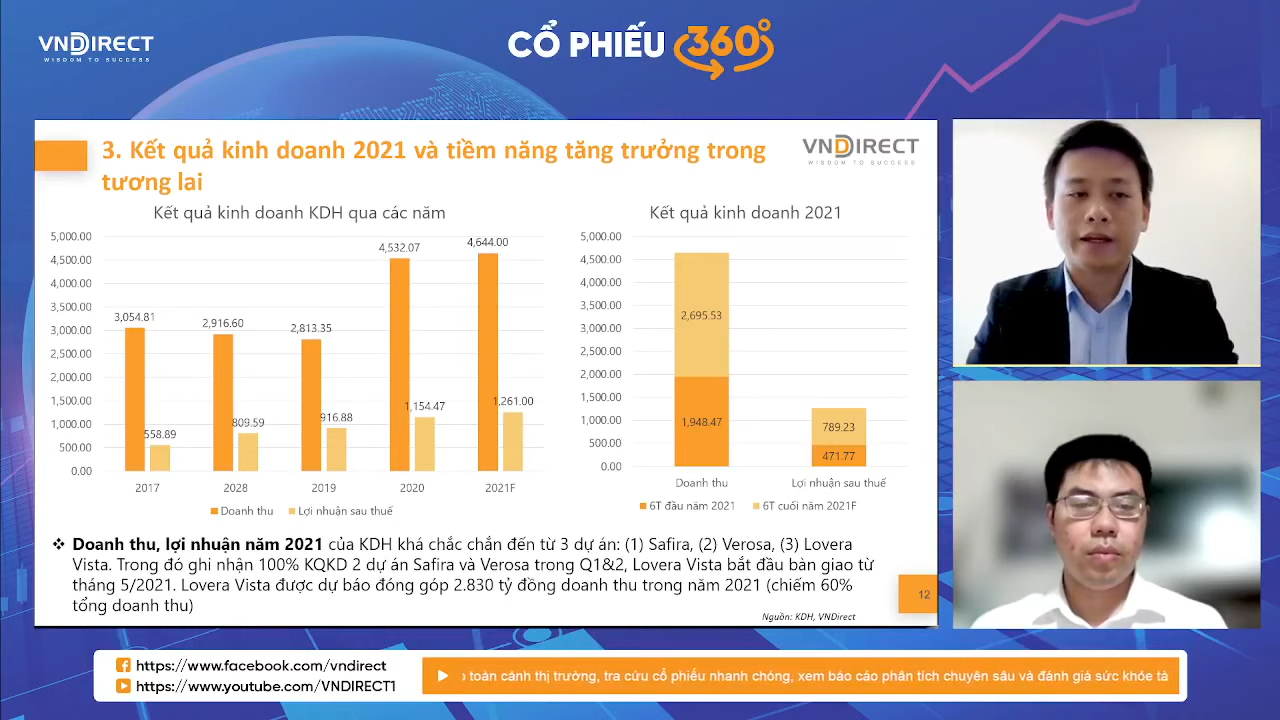 VNDIRECT
WISDOM TO SUCCESS
CỔ PHIẾU 360°
3. Kết quả kinh doanh 2021 và tiềm năng tăng trưởng trong
tương lai
VNDIRECT
WISDOM TO SUCCESS
Kết quả kinh doanh KDH qua các năm
5,000.00
4,500.00
4,000.00
3,500.00
3,000.00
2,500.00
2,000.00
1,500.00
1,000.00
500.00
0.00
3,054.81
558.89
2,916.60
809.59
2,813.35
916.88
4,532.07
1,154.47
4,644.00
1,261.00
2017
2028
2019
2020
2021F
Doanh thu
Lợi nhuận sau thuế
Kết quả kinh doanh 2021
5,000.00
4,500.00
4,000.00
3,500.00
3,000.00
2,500.00
2,000.00
1,500.00
1,000.00
500.00
0.00
2,695.53
1,948.47
789.23
471.77
Doanh thu
Lợi nhuận sau thuế
6T đầu năm 2021
6T cuối năm 2021F
❖ Doanh thu, lợi nhuận năm 2021 của KDH khá chắc chắn đến từ 3 dự án: (1) Safira, (2) Verosa, (3) Lovera
Vista. Trong đó ghi nhận 100% KQKD 2 dự án Safira và Verosa trong Q1&2, Lovera Vista bắt đầu bàn giao từ
tháng 5/2021. Lovera Vista được dự báo đóng góp 2.830 tỷ đồng doanh thu trong năm 2021 (chiếm 60%
tổng doanh thu)
12
Nguồn: KDH, VNDirect
https://www.facebook.com/vndirect
https://www.youtube.com/VNDIRECT1
toàn cảnh thị trường, tra cứu cổ phiếu nhanh chóng, xem báo cáo phân tích chuyên sâu và đánh giá sức khỏe tà